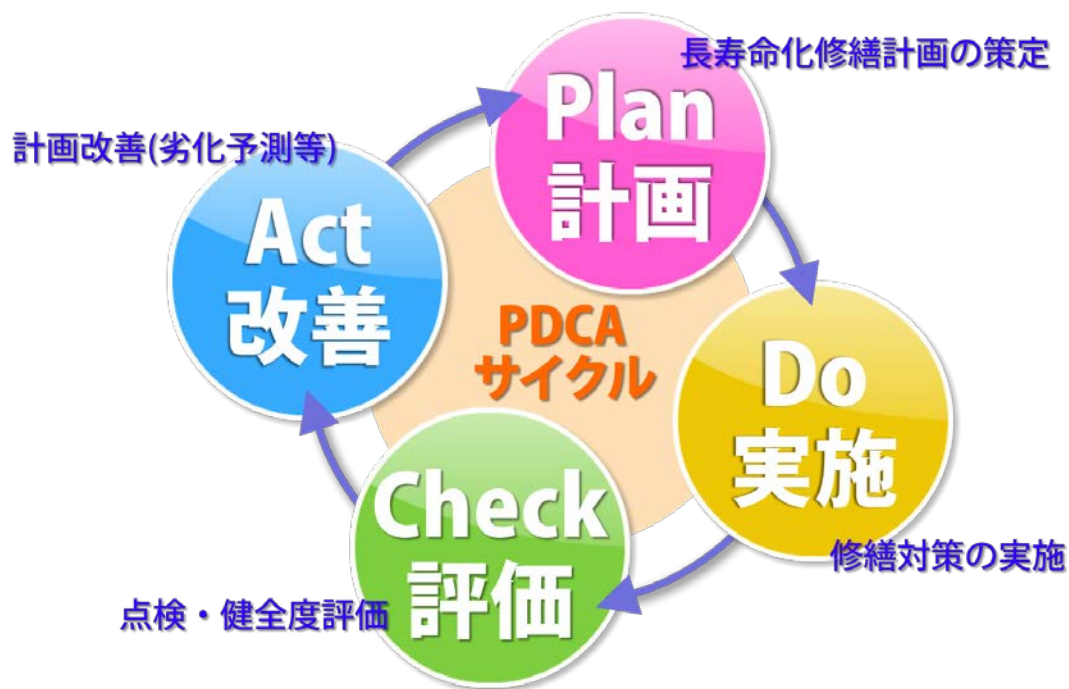 長寿命化修繕計画の策定
Plan
計画
計画改善(劣化予測等)
Act
改善
PDCA
サイクル
Do
実施
修繕対策の実施
Check
評価
点検・健全度評価